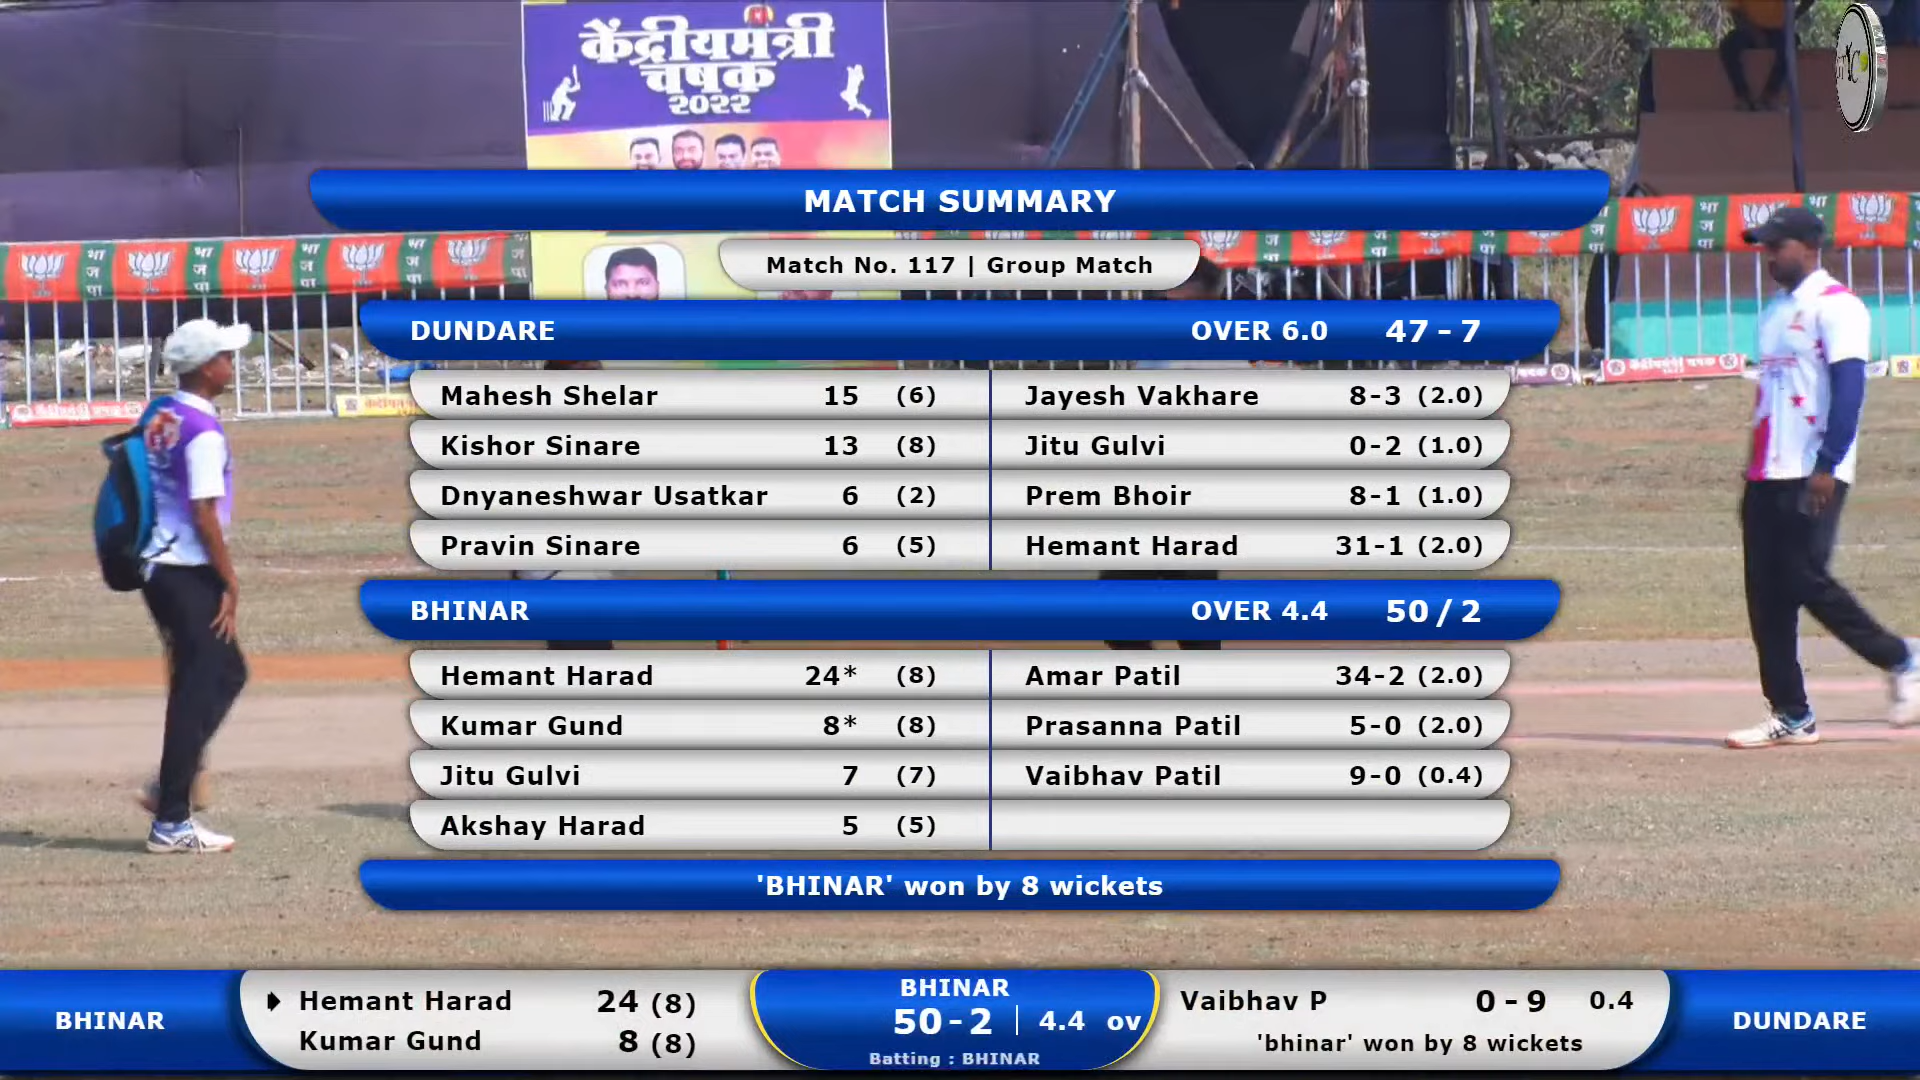 केंद्रीयमंत्री
चषक
२०२२
MATCH SUMMARY
Match No. 117 | Group Match
DUNDARE OVER 6.0 47 - 7
Mahesh Shelar 15 (6) Jayesh Vakhare 8-3 (2.0)
Kishor Sinare 13 (8) Jitu Gulvi 0-2 (1.0)
Dnyaneshwar Usatkar 6 (2) Prem Bhoir 8-1 (1.0)
Pravin Sinare 6 (5) Hemant Harad 31-1 (2.0)
BHINAR OVER 4.4 50 / 2
Hemant Harad 24* (8) Amar Patil 34-2 (2.0)
Kumar Gund 8* (8) Prasanna Patil 5-0 (2.0)
Jitu Gulvi 7 (7) Vaibhav Patil 9-0 (0.4)
Akshay Harad 5 (5)
'BHINAR' won by 8 wickets
BHINAR
Hemant Harad 24 (8)
Kumar Gund 8 (8)
BHINAR
50-2 | 4.4 ov
Batting : BHINAR
Vaibhav P 0 - 9 0.4
'bhinar' won by 8 wickets
DUNDARE
भाजपा
भाजपा
भाजपा
भाजपा